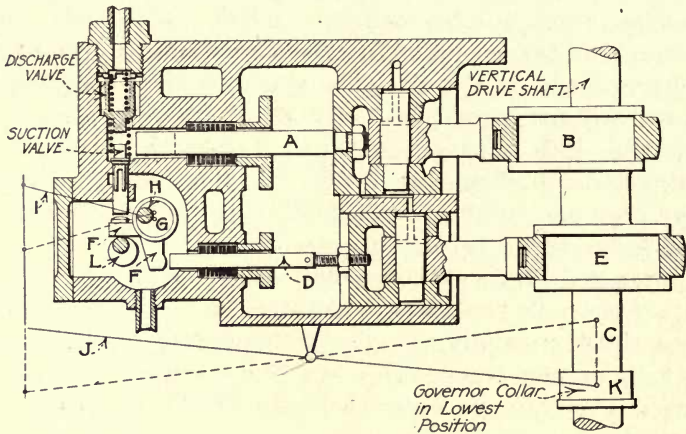 DISCHARGE
VALVE
VERTICAL
DRIVE SHAFT
SUCTION
VALVE
A
B
H
I
G
F
L
F
D
E
J
C
K
Governor Collar
in Lowest
Position